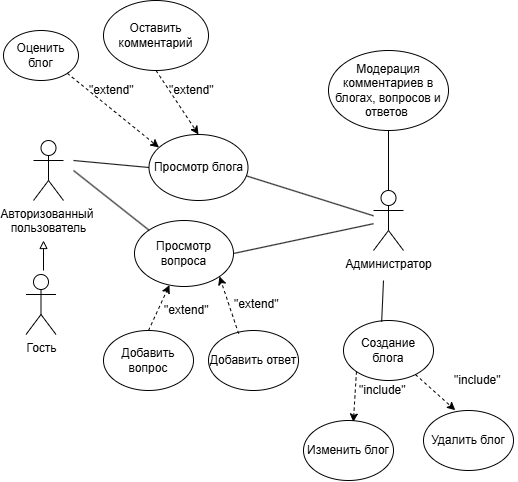 Оставить
комментарий
Оценить
блог
"extend"
"extend"
Модерация
комментариев в
блогах, вопросов и
ответов
Просмотр блога
Авторизованный
пользователь
Просмотр
вопроса
Администратор
"extend"
"extend"
Гость
Добавить
вопрос
Добавить ответ
Создание
блога
"include"
"include"
Изменить блог
Удалить блог